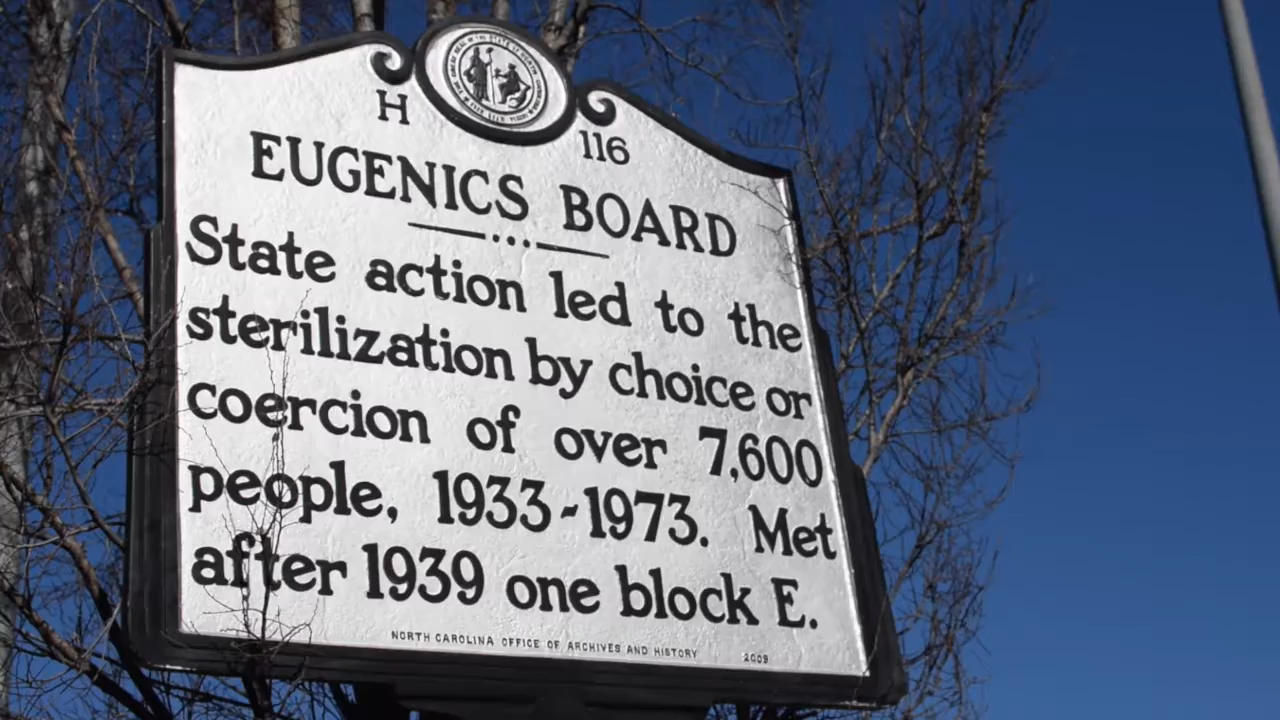 H 116
EUGENICS BOARD
State action led to the
sterilization by choice or
coercion of over 7,600
people, 1933-1973. Met
after 1939 one block E.
NORTH CAROLINA OFFICE OF ARCHIVES AND HISTORY 2009